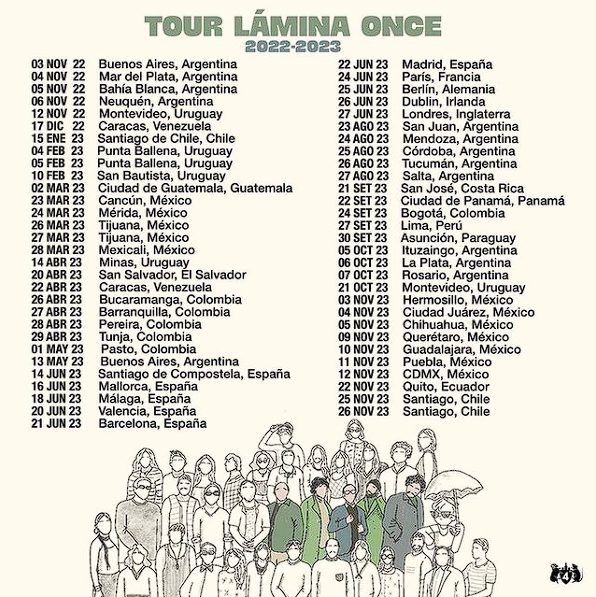 TOUR LÁMINA ONCE
2022-2023
03 NOV 22 Buenos Aires, Argentina
04 NOV 22 Mar del Plata, Argentina
05 NOV 22 Bahía Blanca, Argentina
06 NOV 22 Neuquén, Argentina
12 NOV 22 Montevideo, Uruguay
17 DIC 22 Caracas, Venezuela
15 ENE 23 Santiago de Chile, Chile
04 FEB 23 Punta Ballena, Uruguay
05 FEB 23 Punta Ballena, Uruguay
10 FEB 23 San Bautista, Uruguay
02 MAR 23 Ciudad de Guatemala, Guatemala
23 MAR 23 Cancún, México
24 MAR 23 Mérida, México
26 MAR 23 Tijuana, México
27 MAR 23 Tijuana, México
28 MAR 23 Mexicali, México
14 ABR 23 Minas, Uruguay
20 ABR 23 San Salvador, El Salvador
22 ABR 23 Caracas, Venezuela
26 ABR 23 Bucaramanga, Colombia
27 ABR 23 Barranquilla, Colombia
28 ABR 23 Pereira, Colombia
29 ABR 23 Tunja, Colombia
01 MAY 23 Pasto, Colombia
13 MAY 23 Buenos Aires, Argentina
14 JUN 23 Santiago de Compostela, España
16 JUN 23 Mallorca, España
18 JUN 23 Málaga, España
20 JUN 23 Valencia, España
21 JUN 23 Barcelona, España
22 JUN 23 Madrid, España
24 JUN 23 París, Francia
25 JUN 23 Berlín, Alemania
26 JUN 23 Dublin, Irlanda
27 JUN 23 Londres, Inglaterra
23 AGO 23 San Juan, Argentina
24 AGO 23 Mendoza, Argentina
25 AGO 23 Córdoba, Argentina
26 AGO 23 Tucumán, Argentina
27 AGO 23 Salta, Argentina
21 SET 23 San José, Costa Rica
22 SET 23 Ciudad de Panamá, Panamá
24 SET 23 Bogotá, Colombia
27 SET 23 Lima, Perú
30 SET 23 Asunción, Paraguay
05 OCT 23 Ituzaingo, Argentina
06 OCT 23 La Plata, Argentina
07 OCT 23 Rosario, Argentina
21 OCT 23 Montevideo, Uruguay
03 NOV 23 Hermosillo, México
04 NOV 23 Ciudad Juárez, México
05 NOV 23 Chihuahua, México
09 NOV 23 Querétaro, México
10 NOV 23 Guadalajara, México
11 NOV 23 Puebla, México
12 NOV 23 CDMX, México
22 NOV 23 Quito, Ecuador
25 NOV 23 Santiago, Chile
26 NOV 23 Santiago, Chile